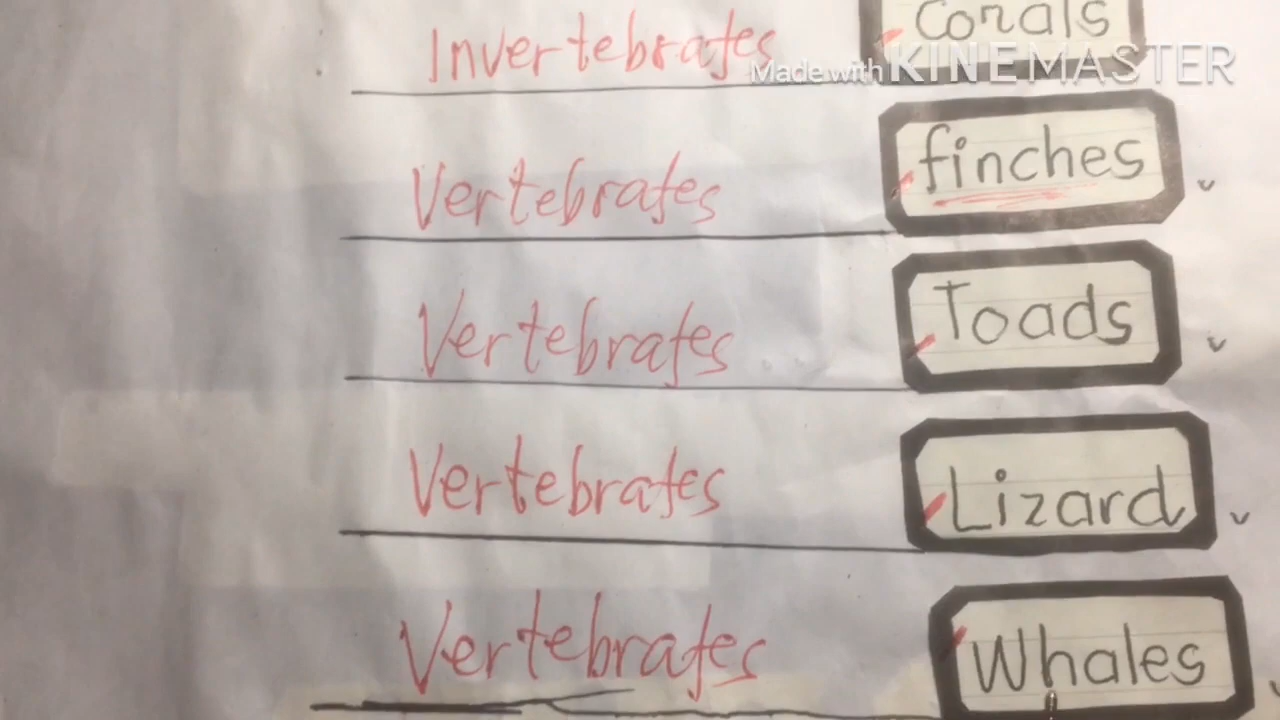 Invertebrates Corals
Made with KINEMASTER
Vertebrates finches
Vertebrates Toads
Vertebrates Lizard
Vertebrates Whales